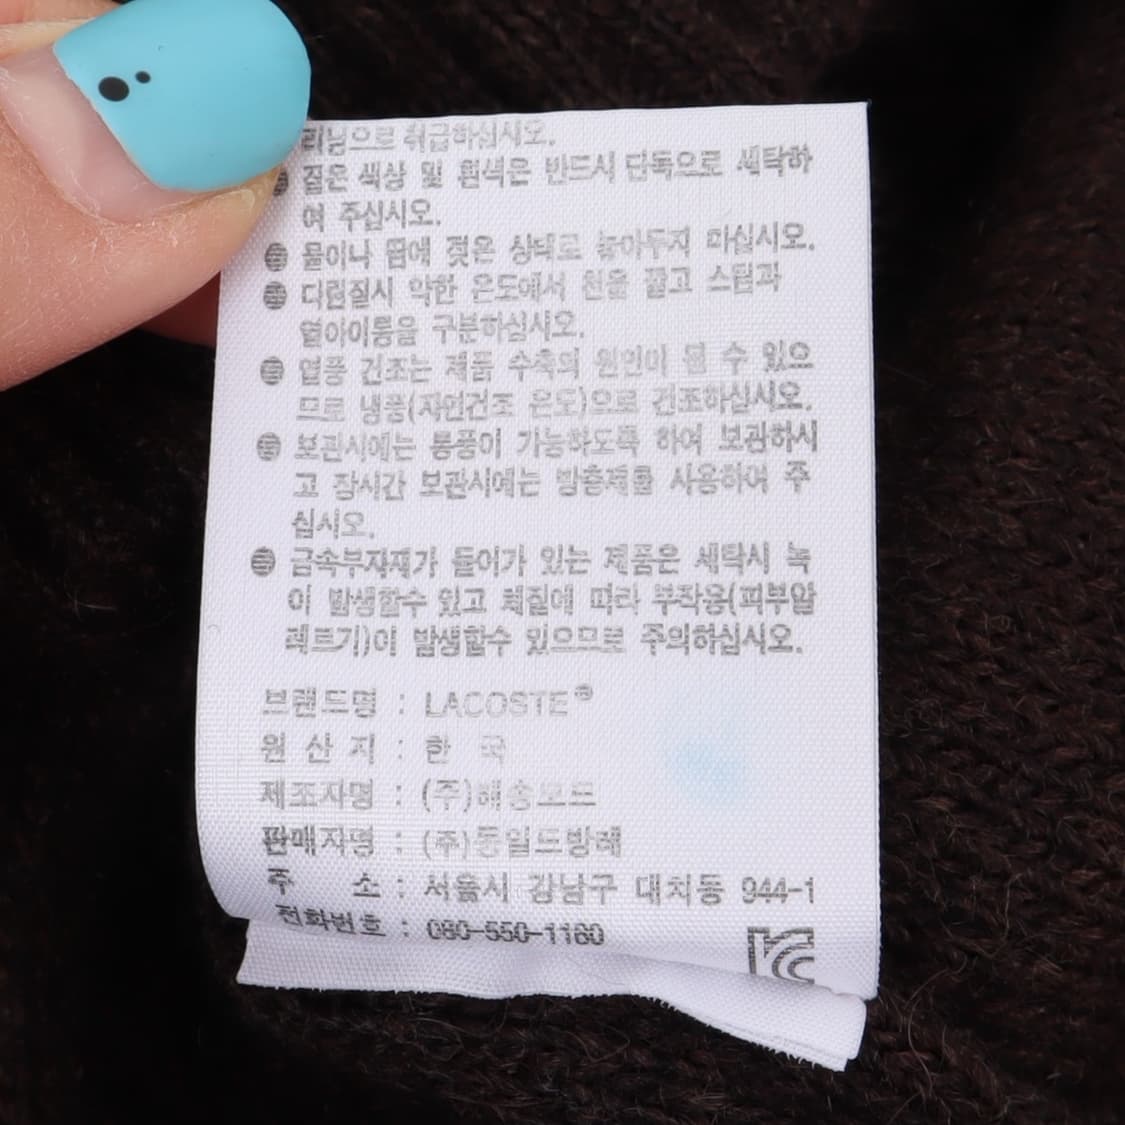 리닝으로 취급하십시오.
● 짙은 색상 및 흰색은 반드시 단독으로 세탁하
여 주십시오.
● 물이나 땀에 젖은 상태로 놓아두지 마십시오.
● 다림질시 약한 온도에서 천을 깔고 스팀과
열아이롱을 구분하십시오.
● 열풍 건조는 제품 수축의 원인이 될 수 있으
므로 냉풍(자연건조 온도)으로 건조하십시오.
● 보관시에는 통풍이 가능하도록 하여 보관하시
고 장시간 보관시에는 방충제를 사용하여 주
십시오.
● 금속부자재가 들어가 있는 제품은 세탁시 녹
이 발생할수 있고 체질에 따라 부작용(피부알
레르기)이 발생할수 있으므로 주의하십시오.
브랜드명 : LACOSTE®
원 산 지 : 한 국
제조자명 : (주)배송모드
판매자명 : (주)동일드방레
주 소 : 서울시 강남구 대치동 944-1
전화번호 : 080-550-1160
KC